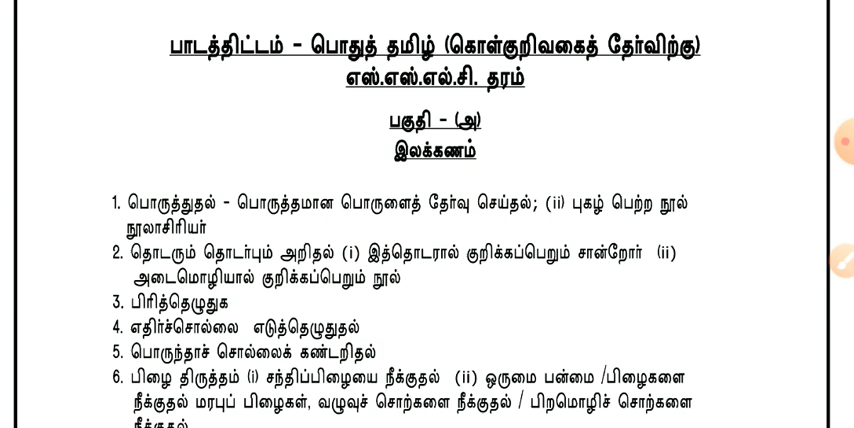 பாடத்திட்டம் - பொதுத் தமிழ் (கொள்குறிவகைத் தேர்விற்கு)
எஸ்.எஸ்.எல்.சி. தரம்
பகுதி - (அ)
இலக்கணம்
1. பொருத்துதல் - பொருத்தமான பொருளைத் தேர்வு செய்தல்; (ii) புகழ் பெற்ற நூல்
நூலாசிரியர்
2. தொடரும் தொடர்பும் அறிதல் (i) இத்தொடரால் குறிக்கப்பெறும் சான்றோர் (ii)
அடைமொழியால் குறிக்கப்பெறும் நூல்
3. பிரித்தெழுதுக
4. எதிர்ச்சொல்லை எடுத்தெழுதுதல்
5. பொருந்தாச் சொல்லைக் கண்டறிதல்
6. பிழை திருத்தம் (i) சந்திப்பிழையை நீக்குதல் (ii) ஒருமை பன்மை /பிழைகளை
நீக்குதல் மரபுப் பிழைகள், வழுவுச் சொற்களை நீக்குதல் / பிறமொழிச் சொற்களை
நீக்குதல்